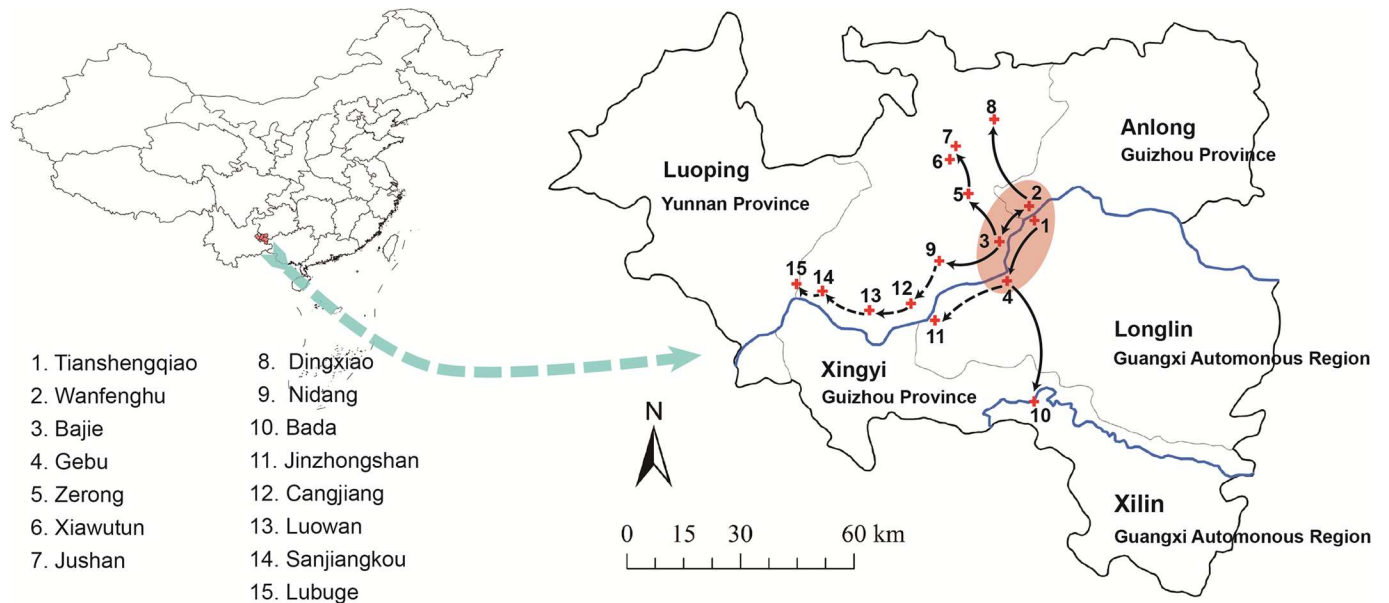 8
7
6
Anlong
Guizhou Province
Luoping
Yunnan Province
5
2
1
3
9
15
14
13
12
4
11
1. Tianshengqiao
2. Wanfenghu
3. Bajie
4. Gebu
5. Zerong
6. Xiawutun
7. Jushan
8. Dingxiao
9. Nidang
10. Bada
11. Jinzhongshan
12. Cangjiang
13. Luowan
14. Sanjiangkou
15. Lubuge
Longlin
Guangxi Automonous Region
Xingyi
Guizhou Province
10
N
Xilin
Guangxi Automonous Region
0 15 30 60 km